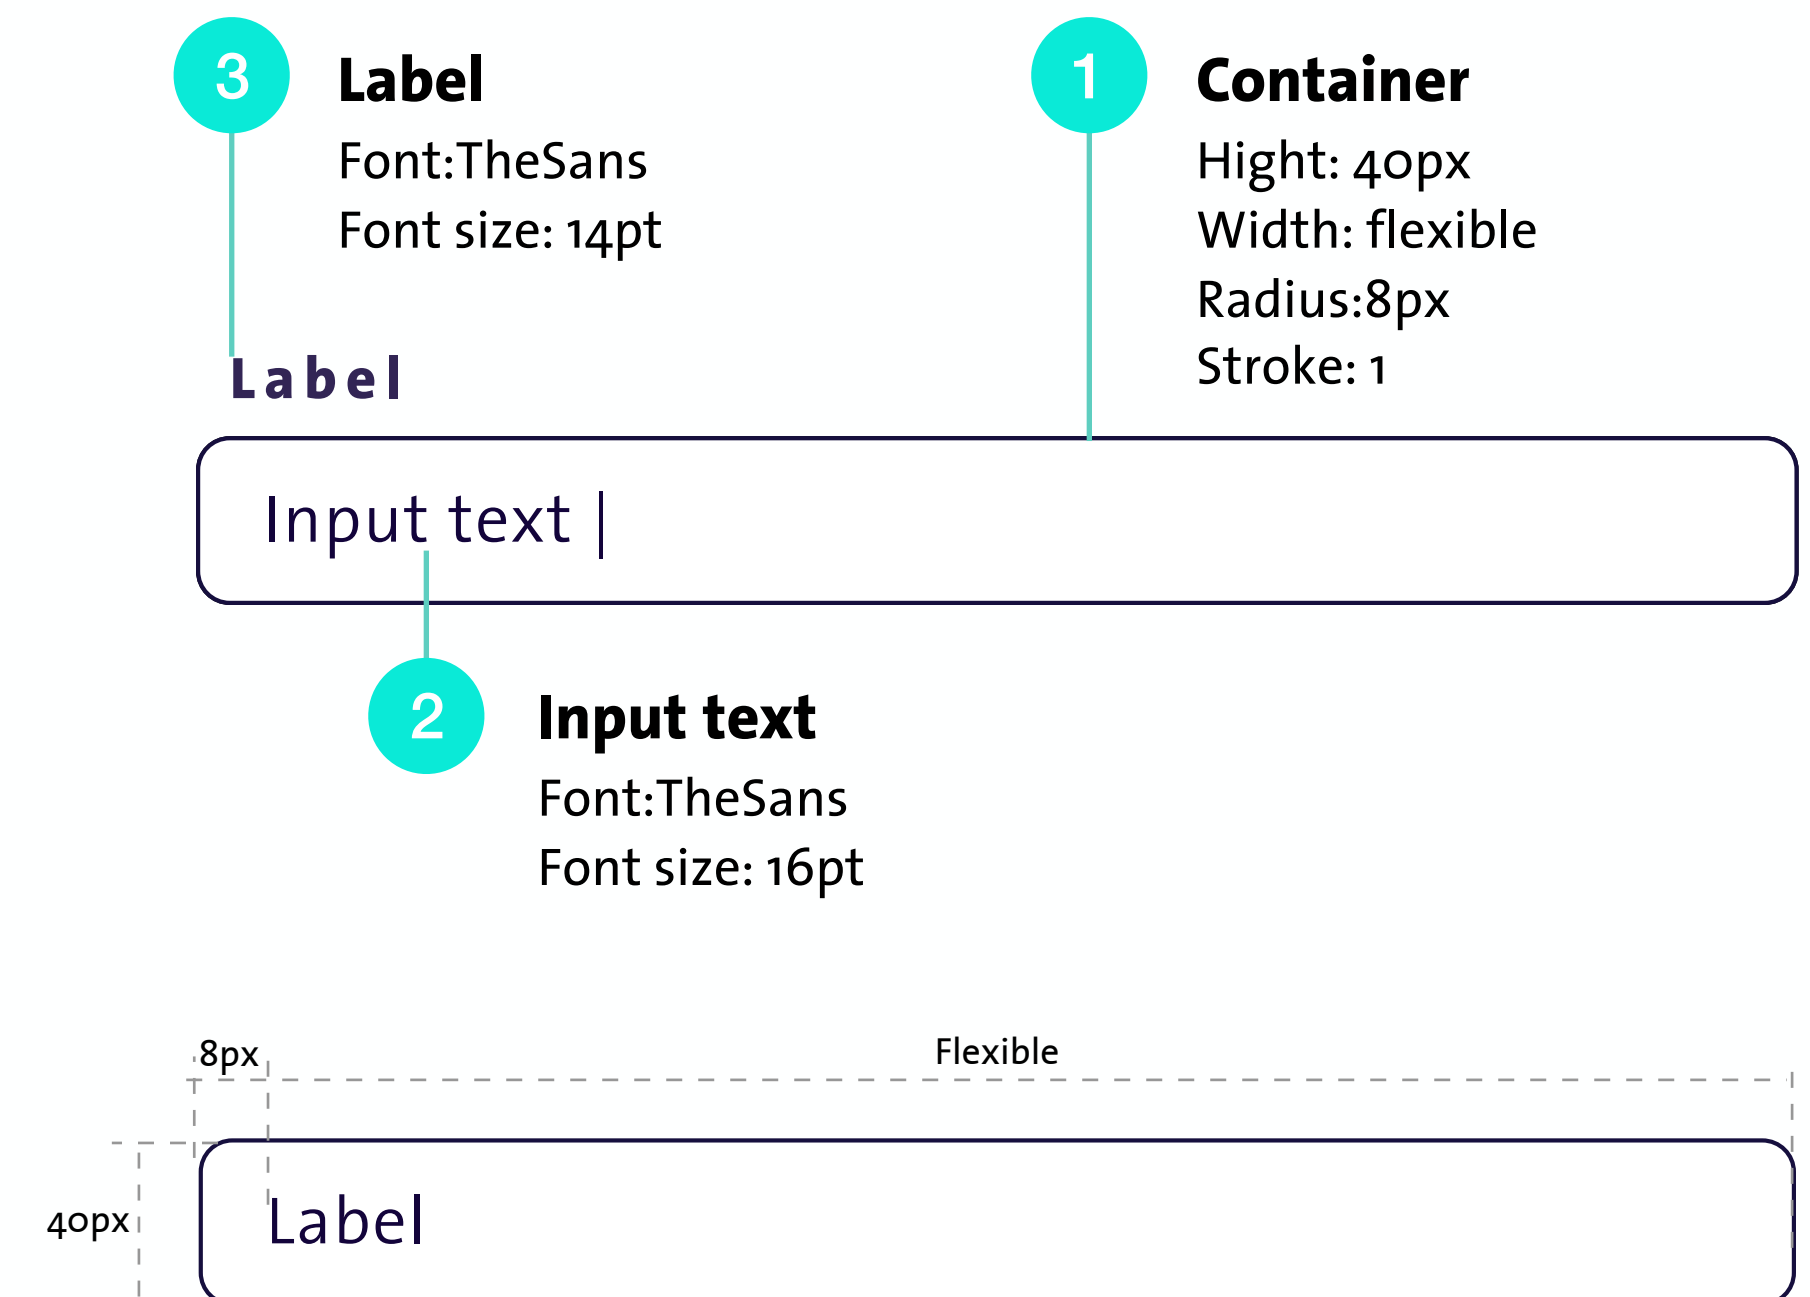 3
Label
Font:TheSans
Font size: 14pt
1
Container
Hight: 40px
Width: flexible
Radius:8px
Stroke: 1
Label
Input text
2
Input text
Font:TheSans
Font size: 16pt
8px
Flexible
40px
Label